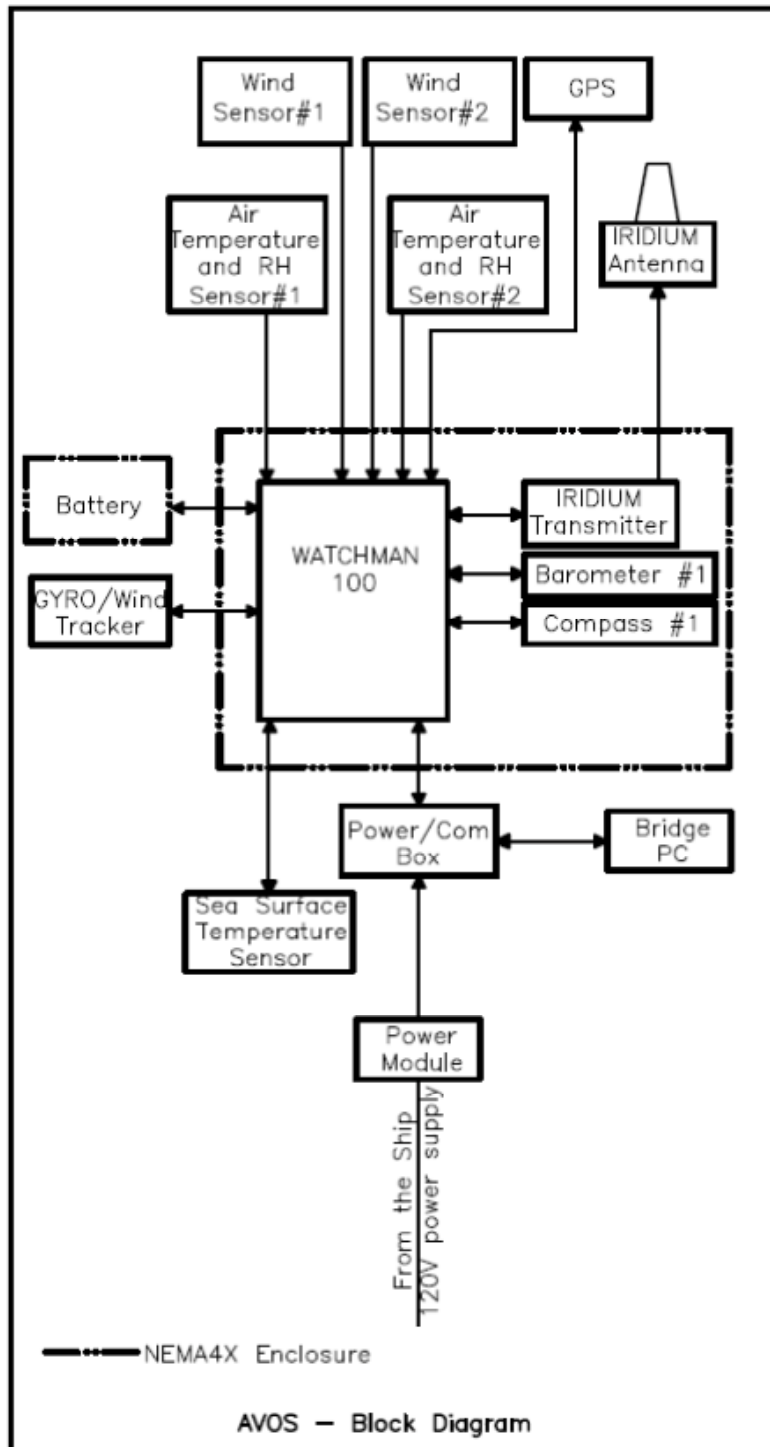 Wind
Sensor#1
Wind
Sensor#2
GPS
Air
Temperature
and RH
Sensor#1
Air
Temperature
and RH
Sensor#2
IRIDIUM
Antenna
Battery
WATCHMAN
100
IRIDIUM
Transmitter
GYRO/Wind
Tracker
Barometer #1
Compass #1
Power/Com
Box
Bridge
PC
Sea Surface
Temperature
Sensor
Power
Module
From the Ship
120V power supply
NEMA4X Enclosure
AVOS – Block Diagram